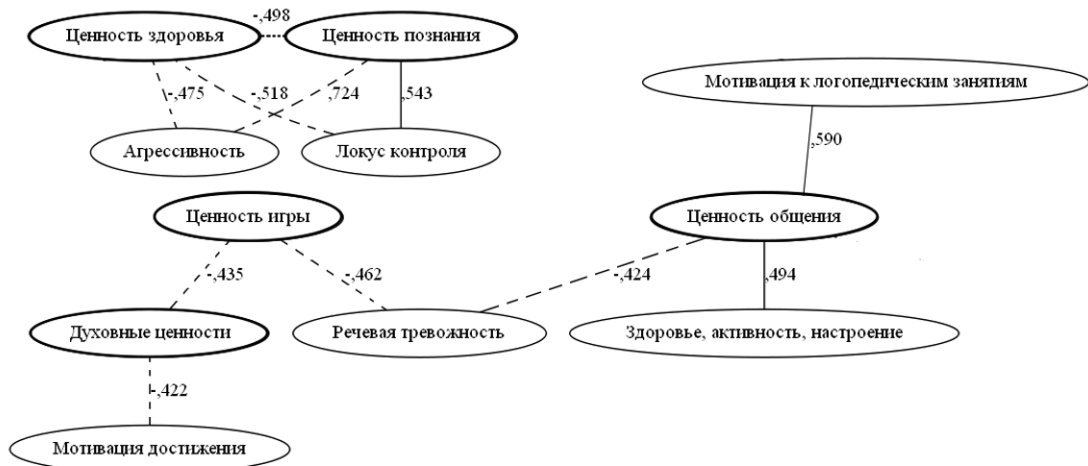 -,498
Ценность здоровья
Ценность познания
Мотивация к логопедическим занятиям
-,475
-,518
,724
,543
Агрессивность
Локус контроля
,590
Ценность игры
Ценность общения
-,435
-,462
-,424
,494
Духовные ценности
Речевая тревожность
Здоровье, активность, настроение
-,422
Мотивация достижения